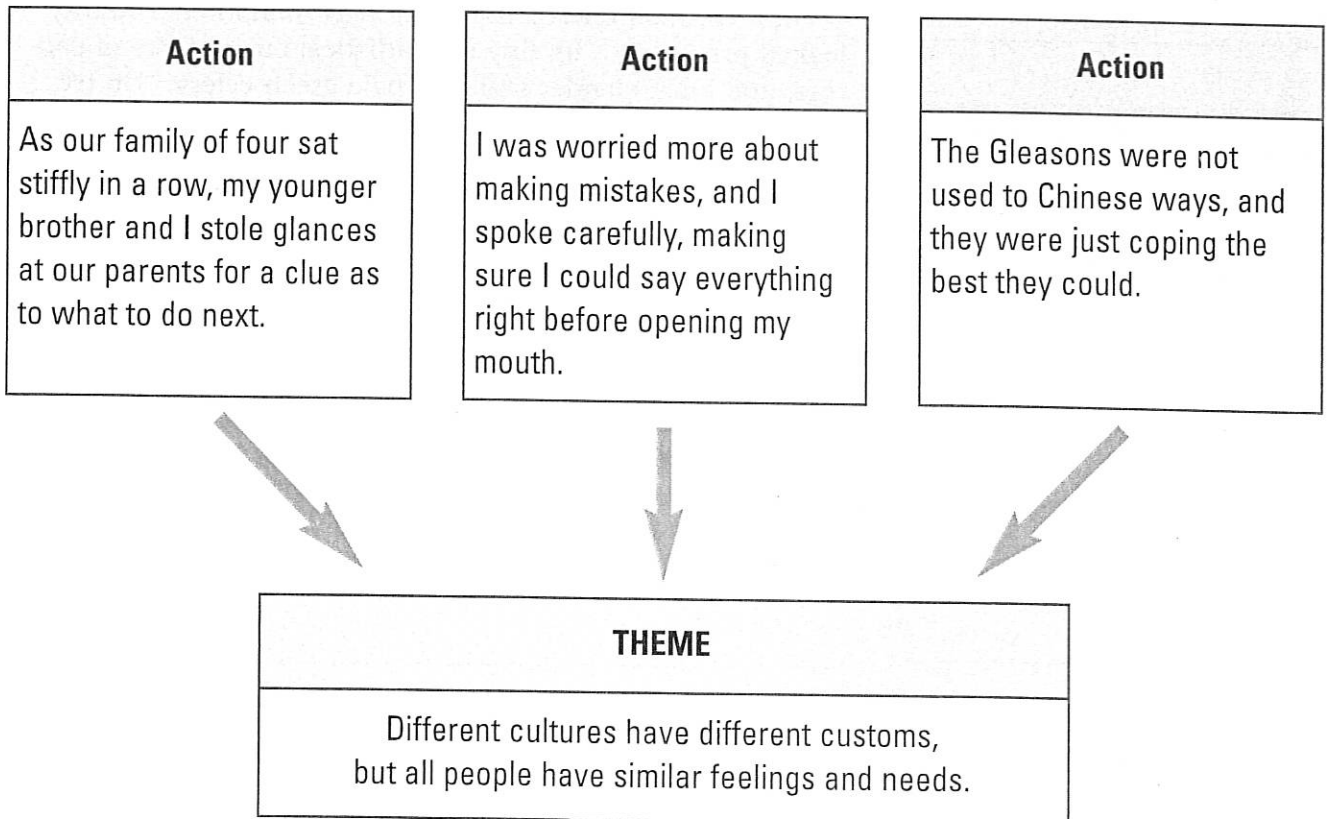 Action
As our family of four sat
stiffly in a row, my younger
brother and I stole glances
at our parents for a clue as
to what to do next.
Action
I was worried more about
making mistakes, and I
spoke carefully, making
sure I could say everything
right before opening my
mouth.
Action
The Gleasons were not
used to Chinese ways, and
they were just coping the
best they could.
THEME
Different cultures have different customs,
but all people have similar feelings and needs.